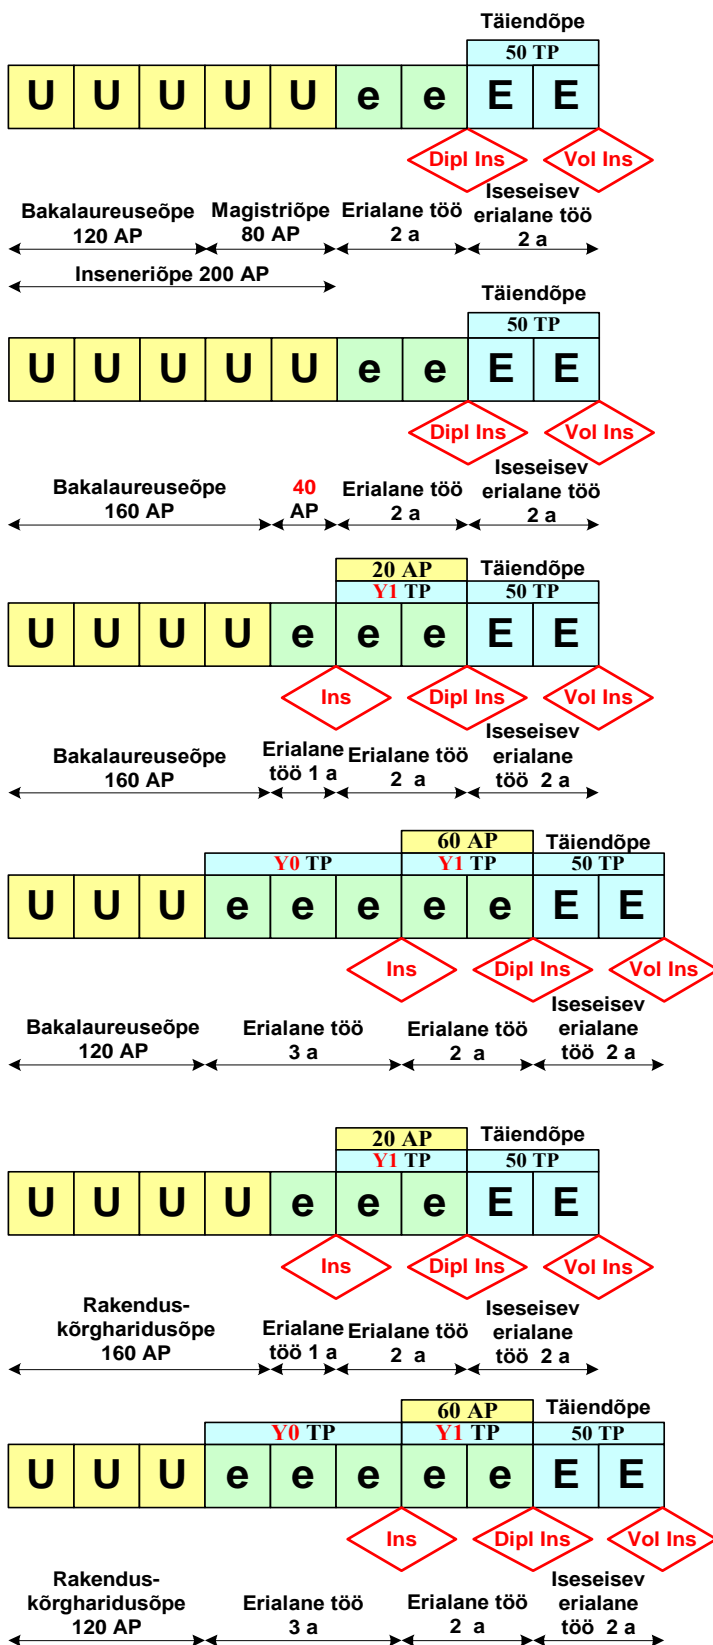 Täiendõpe
50 TP
U U U U U e e E E
Dipl Ins Vol Ins
Bakalaureuseõpe
120 AP
Magistriõpe
80 AP
Erialane töö
2 a
Iseseisev
erialane töö
2 a
Inseneriõpe 200 AP
Täiendõpe
50 TP
U U U U U e e E E
Dipl Ins Vol Ins
Bakalaureuseõpe
160 AP
40
AP
Erialane töö
2 a
Iseseisev
erialane töö
2 a
20 AP
Täiendõpe
Y1 TP
50 TP
U U U U e e e E E
Ins Dipl Ins Vol Ins
Bakalaureuseõpe
160 AP
Erialane
töö 1 a
Erialane töö
2 a
Iseseisev
erialane
töö 2 a
60 AP
Täiendõpe
Y0 TP
Y1 TP
50 TP
U U U e e e e e E E
Ins Dipl Ins Vol Ins
Bakalaureuseõpe
120 AP
Erialane töö
3 a
Erialane töö
2 a
Iseseisev
erialane
töö 2 a
20 AP
Täiendõpe
Y1 TP
50 TP
U U U U e e e E E
Ins Dipl Ins Vol Ins
Rakendus-
kõrgharidusõpe
160 AP
Erialane
töö 1 a
Erialane töö
2 a
Iseseisev
erialane
töö 2 a
60 AP
Täiendõpe
Y0 TP
Y1 TP
50 TP
U U U e e e e e E E
Ins Dipl Ins Vol Ins
Rakendus-
kõrgharidusõpe
120 AP
Erialane töö
3 a
Erialane töö
2 a
Iseseisev
erialane
töö 2 a